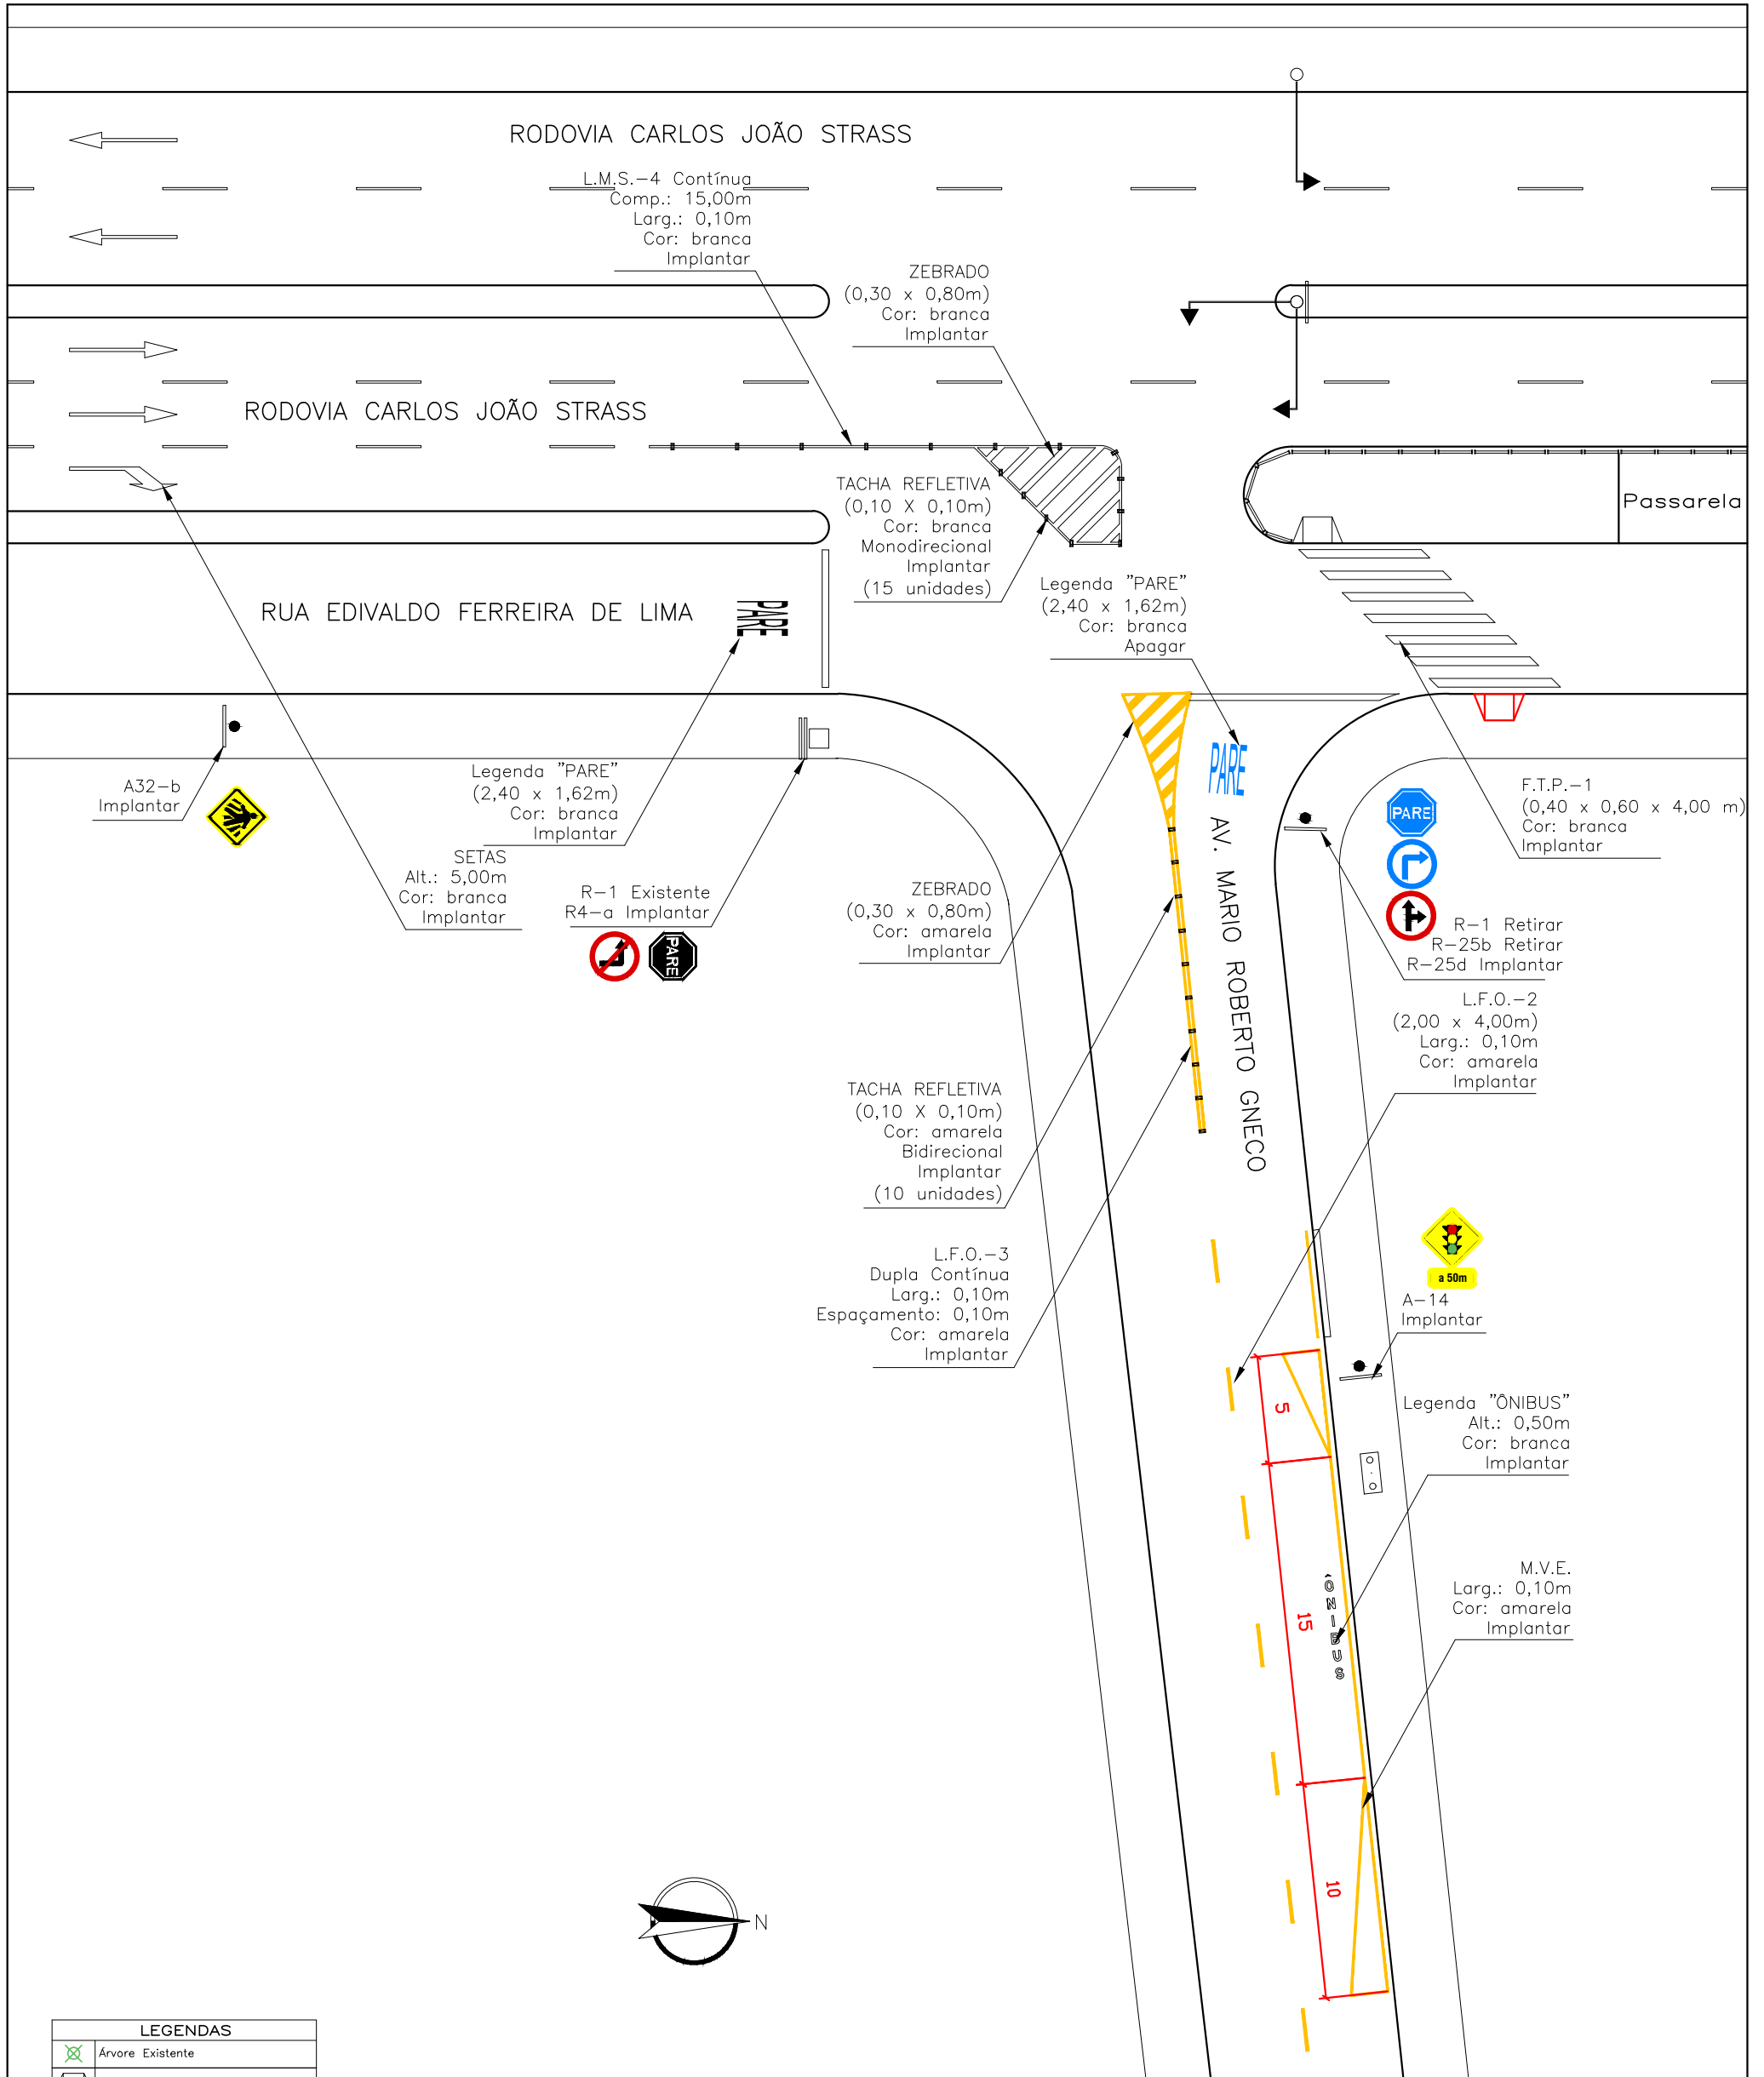 RODOVIA CARLOS JOÃO STRASS
L.M.S.-4 Contínua
Comp.: 15,00m
Larg.: 0,10m
Cor: branca
Implantar
ZEBRADO
(0,30 x 0,80m)
Cor: branca
Implantar
RODOVIA CARLOS JOÃO STRASS
TACHA REFLETIVA
(0,10 X 0,10m)
Cor: branca
Monodirecional
Implantar
(15 unidades)
Passarela
Legenda "PARE"
(2,40 x 1,62m)
Cor: branca
Apagar
RUA EDIVALDO FERREIRA DE LIMA
PARE
PARE
A32-b
Implantar
Legenda "PARE"
(2,40 x 1,62m)
Cor: branca
Implantar
SETAS
Alt.: 5,00m
Cor: branca
Implantar
R-1 Existente
R4-a Implantar
PARE
ZEBRADO
(0,30 x 0,80m)
Cor: amarela
Implantar
AV. MARIO ROBERTO GNECO
PARE
F.T.P.-1
(0,40 x 0,60 x 4,00 m)
Cor: branca
Implantar
R-1 Retirar
R-25b Retirar
R-25d Implantar
L.F.O.-2
(2,00 x 4,00m)
Larg.: 0,10m
Cor: amarela
Implantar
TACHA REFLETIVA
(0,10 X 0,10m)
Cor: amarela
Bidirecional
Implantar
(10 unidades)
L.F.O.-3
Dupla Contínua
Larg.: 0,10m
Espaçamento: 0,10m
Cor: amarela
Implantar
a 50m
A-14
Implantar
5
Legenda "ÔNIBUS"
Alt.: 0,50m
Cor: branca
Implantar
15
ÔNIBUS
M.V.E.
Larg.: 0,10m
Cor: amarela
Implantar
10
N
LEGENDAS
Árvore Existente